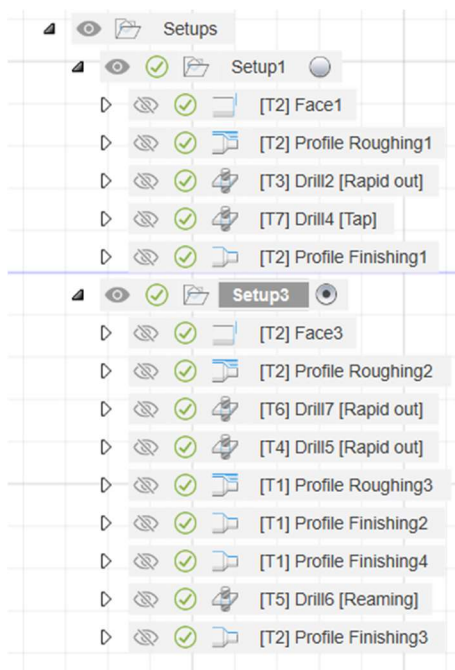 Setups
Setup1
[T2] Face1
[T2] Profile Roughing1
[T3] Drill2 [Rapid out]
[T7] Drill4 [Tap]
[T2] Profile Finishing1
Setup3
[T2] Face3
[T2] Profile Roughing2
[T6] Drill7 [Rapid out]
[T4] Drill5 [Rapid out]
[T1] Profile Roughing3
[T1] Profile Finishing2
[T1] Profile Finishing4
[T5] Drill6 [Reaming]
[T2] Profile Finishing3